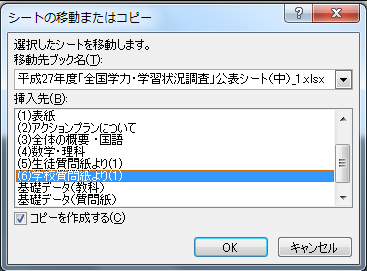 シートの移動またはコピー
選択したシートを移動します。
移動先ブック名(T):
平成27年度「全国学力・学習状況調査」公表シート(中)_1.xlsx
挿入先(B):
(1)表紙
(2)アクションプランについて
(3)全体の概要・国語
(4)数学・理科
(5)生徒質問紙より(1)
(6)学校質問紙より(1)
基礎データ(教科)
基礎データ(質問紙)
コピーを作成する(C)
OK
キャンセル